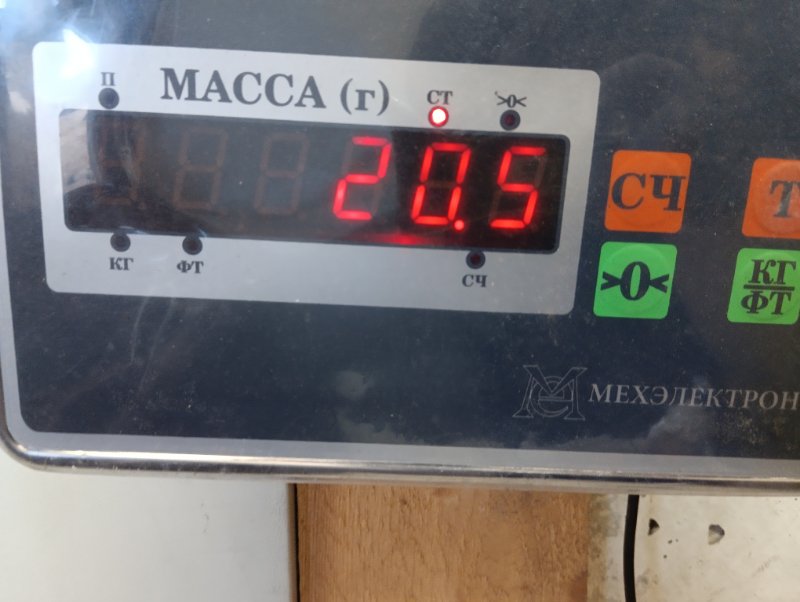 П
МАССА (г)
СТ
>0<
20.5
КГ
ФТ
СЧ
СЧ
Т
>0<
КГ
ФТ
МЕХЭЛЕКТРОН